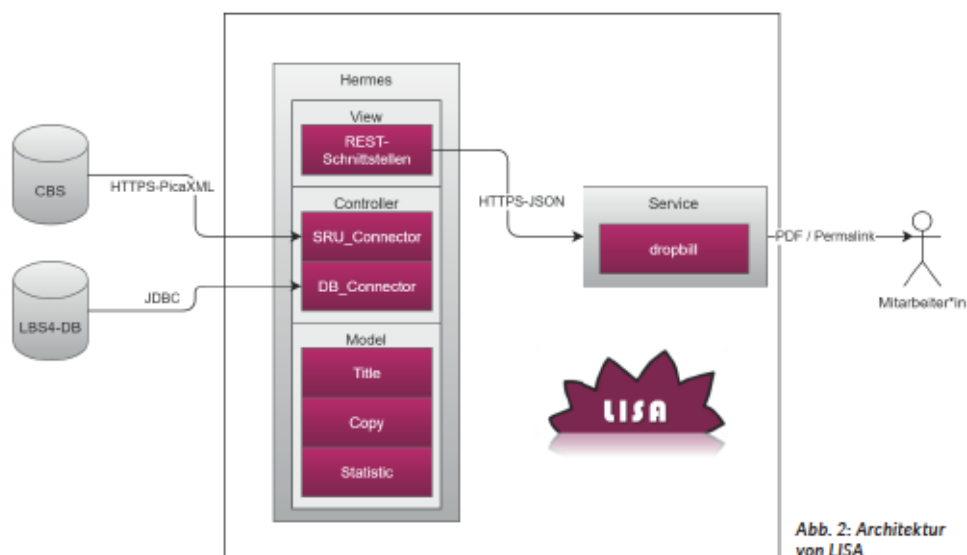 Hermes
View
REST-
Schnittstellen
CBS
HTTPS-PicaXML
Controller
SRU_Connector
DB_Connector
LBS4-DB
JDBC
Model
Title
Copy
Statistic
HTTPS-JSON
Service
dropbill
PDF / Permalink
Mitarbeiter*in
LISA
Abb. 2: Architektur
von LISA